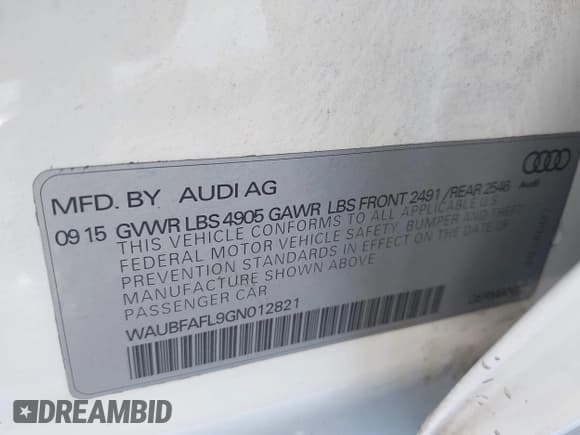 MFD. BY AUDI AG
09 15 GVWR LBS 4905 GAWR LBS FRONT 2491 / REAR 2546
THIS VEHICLE CONFORMS TO ALL APPLICABLE U.S.
FEDERAL MOTOR VEHICLE SAFETY, BUMPER AND THEFT
PREVENTION STANDARDS IN EFFECT ON THE DATE OF
MANUFACTURE SHOWN ABOVE
PASSENGER CAR
WAUBFAFL9GN012821
Audi
GERMANY
DREAMBID